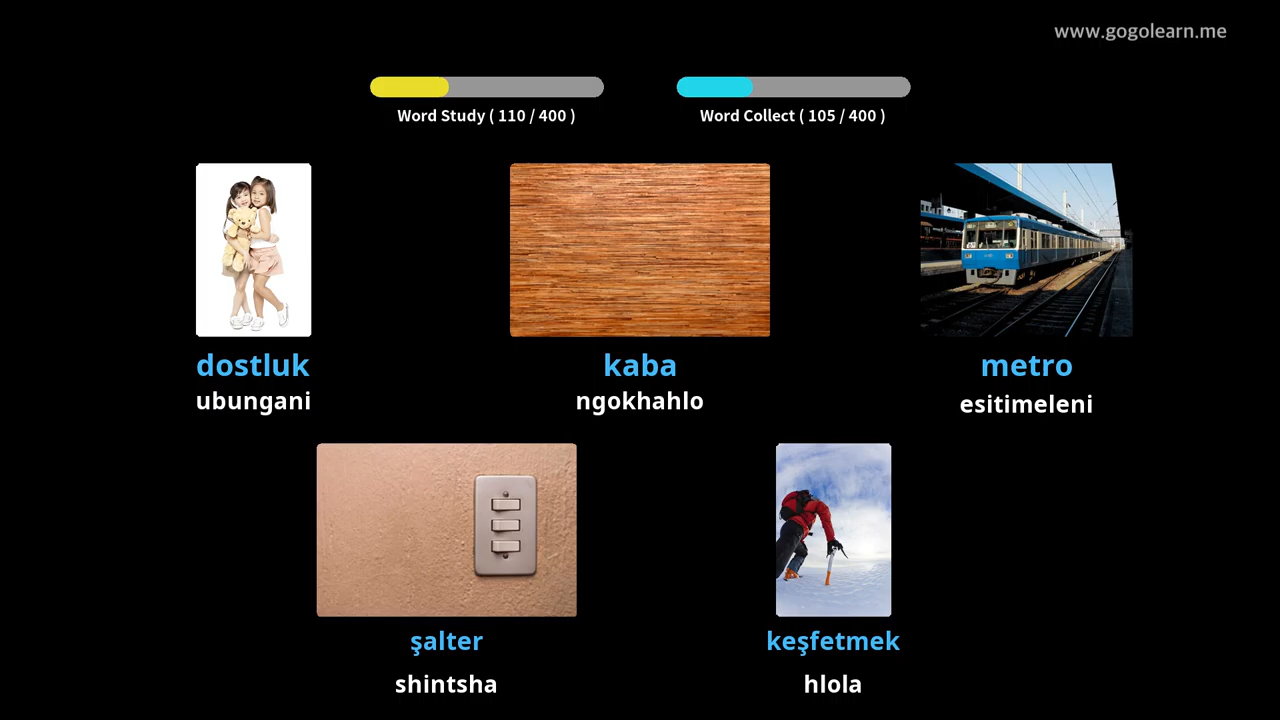 www.gogolearn.me
Word Study ( 110 / 400 )
Word Collect ( 105 / 400 )
dostluk
ubungani
kaba
ngokhahlo
metro
esitimeleni
şalter
shintsha
keşfetmek
hlola